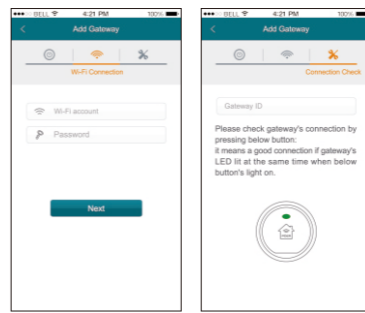 BELL 4:21 PM 100%
Add Gateway
Wi-Fi Connection
Wi-Fi account
Password
Next
BELL 4:21 PM 100%
Add Gateway
Connection Check
Gateway ID
Please check gateway's connection by
pressing below button:
it means a good connection if gateway's
LED lit at the same time when below
button's light on.